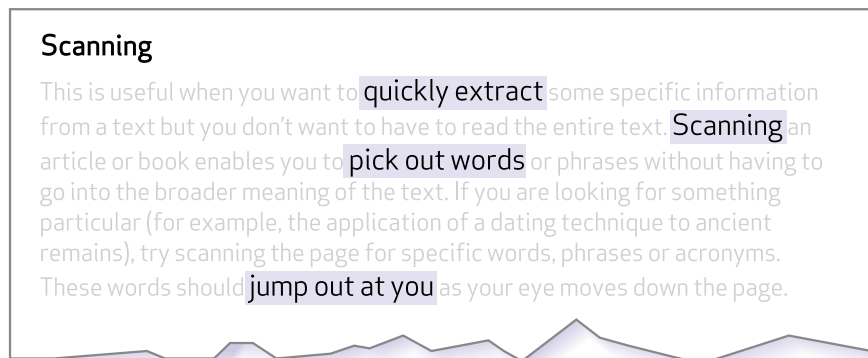 Scanning
This is useful when you want to quickly extract some specific information
from a text but you don't want to have to read the entire text. Scanning an
article or book enables you to pick out words or phrases without having to
go into the broader meaning of the text. If you are looking for something
particular (for example, the application of a dating technique to ancient
remains), try scanning the page for specific words, phrases or acronyms.
These words should jump out at you as your eye moves down the page.